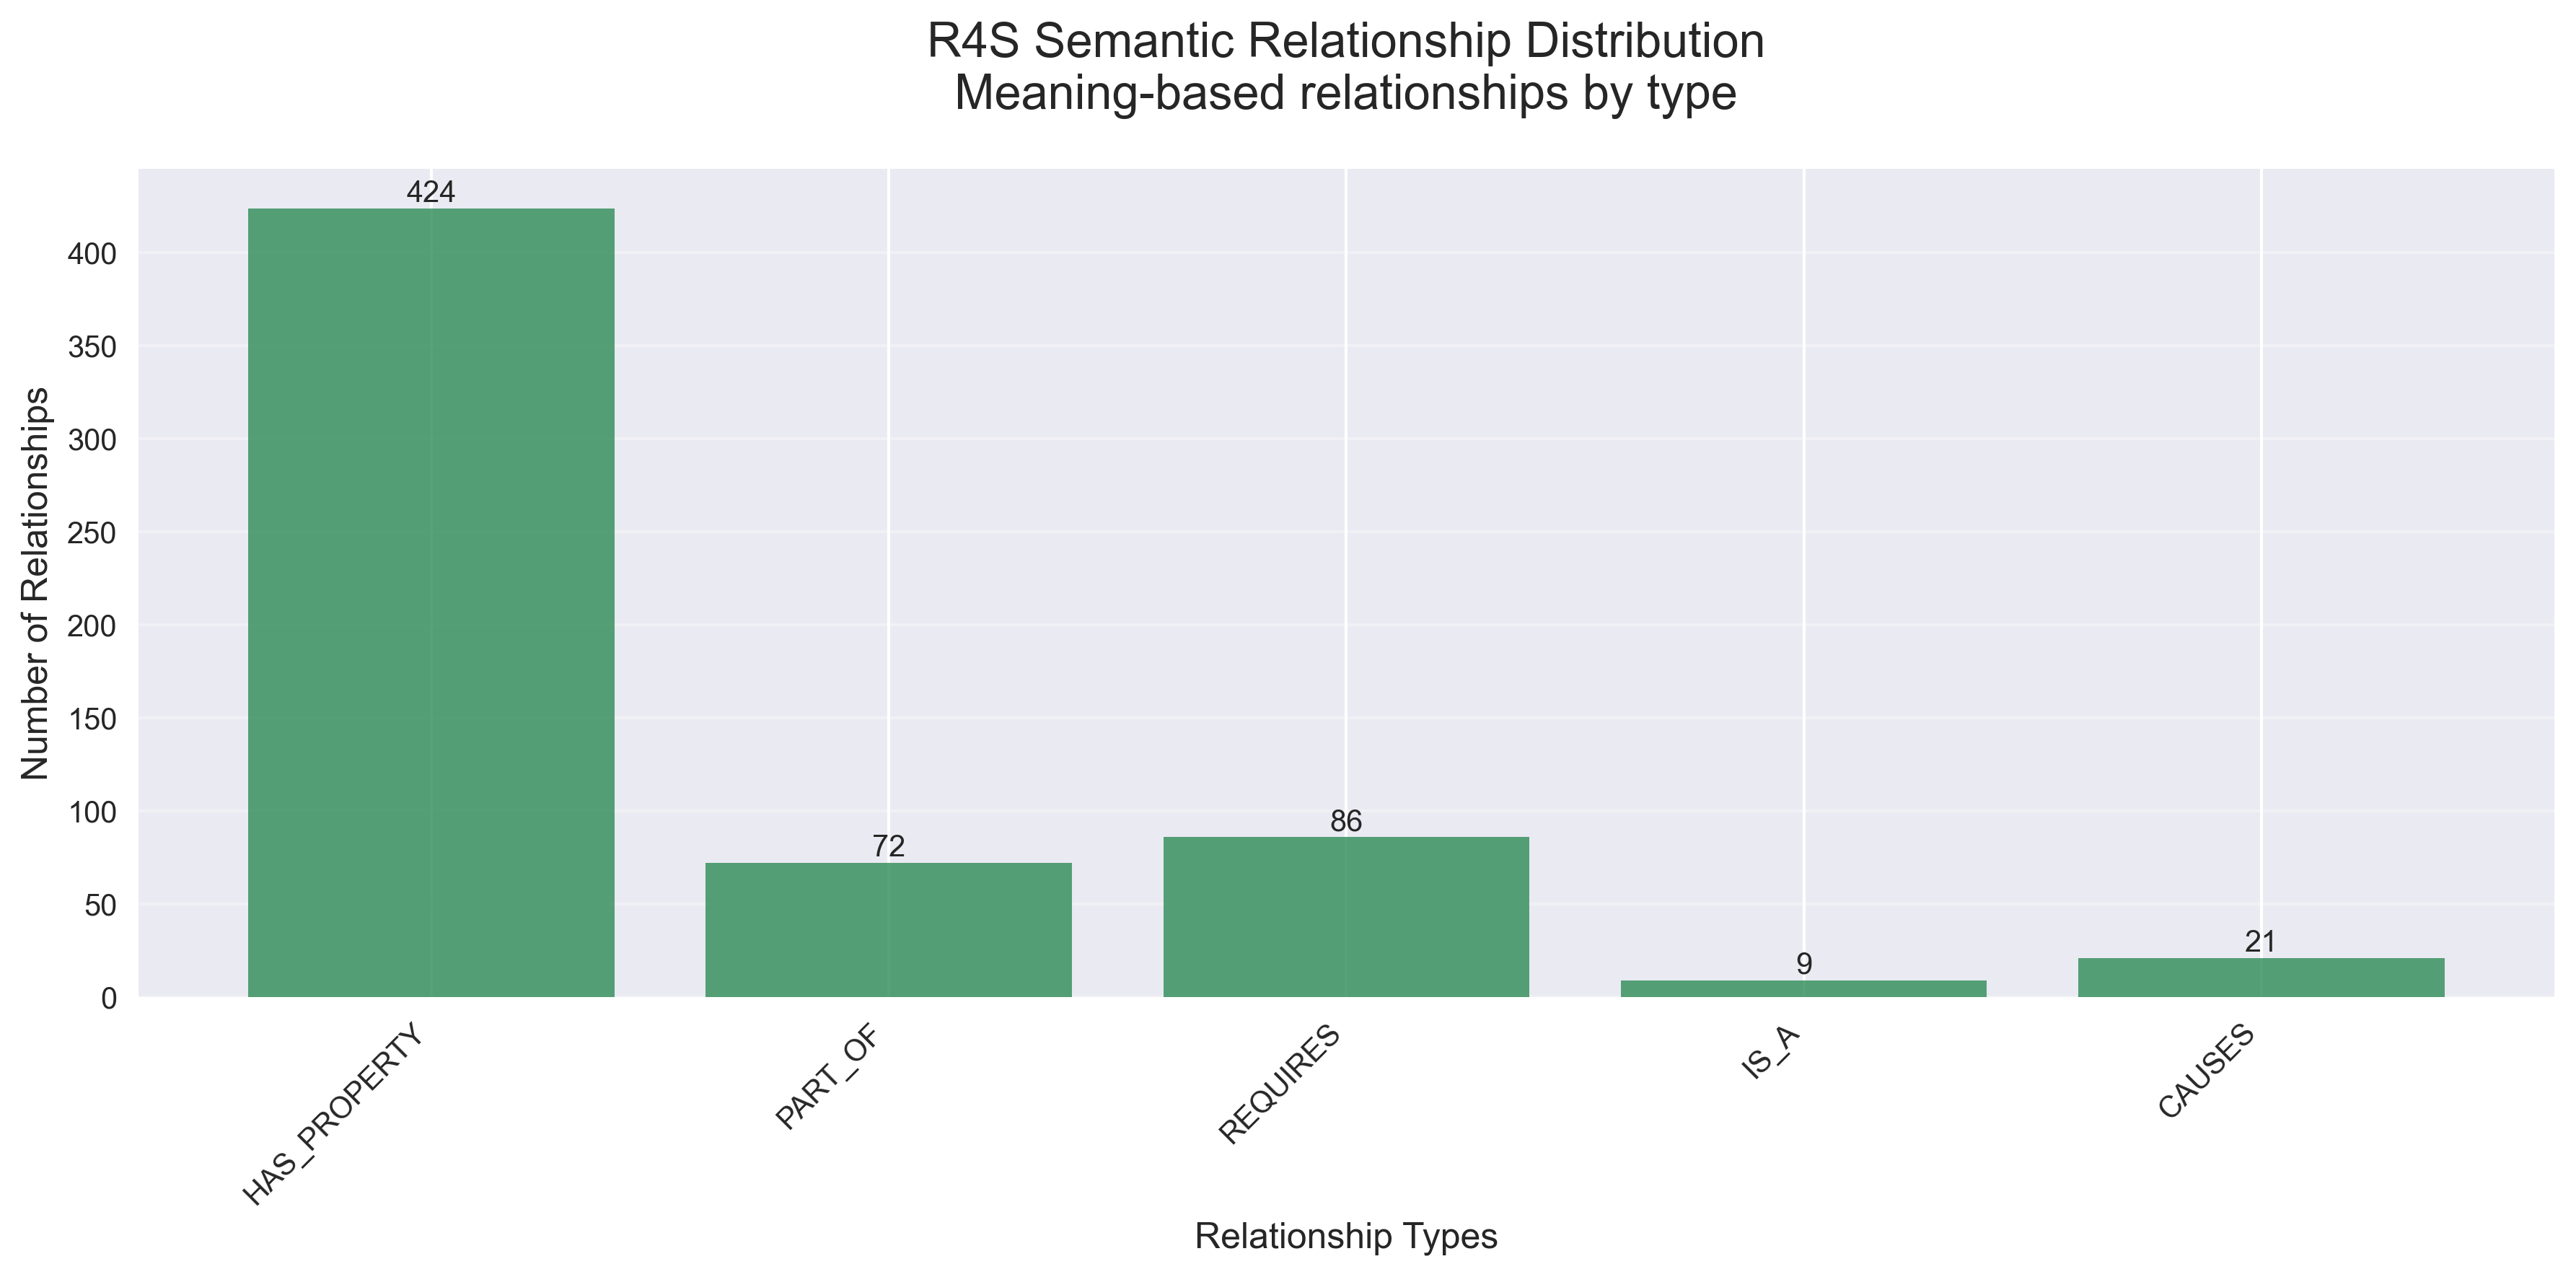 R4S Semantic Relationship Distribution
Meaning-based relationships by type
Number of Relationships
400
350
300
250
200
150
100
50
0
424
72
86
9
21
HAS_PROPERTY
PART_OF
REQUIRES
IS_A
CAUSES
Relationship Types